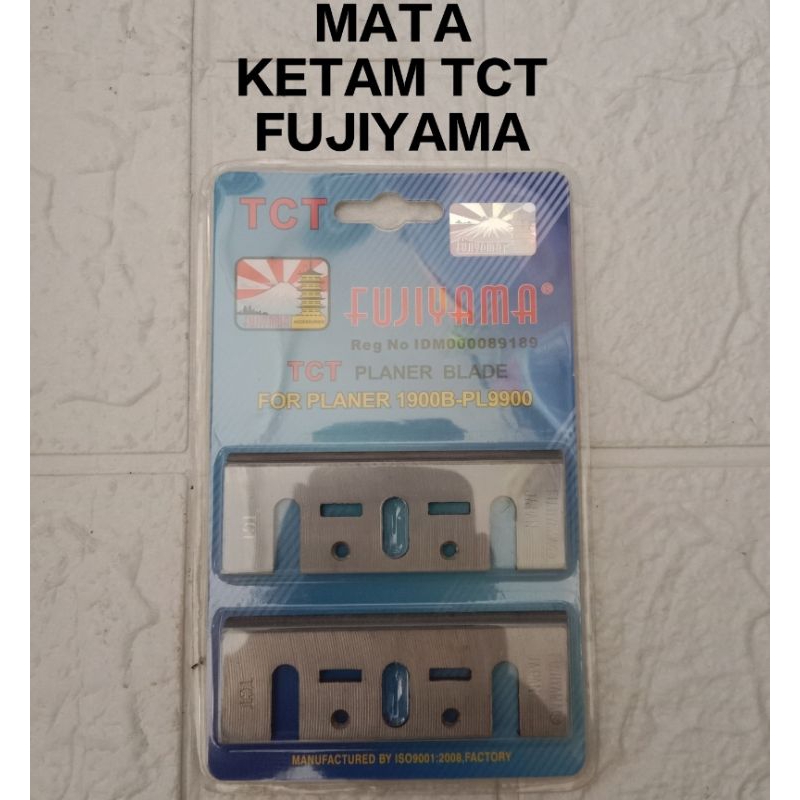 MATA
KETAM TCT
FUJIYAMA
TCT
FUJIYAMA®
Reg No IDM000089189
TCT PLANER BLADE
FOR PLANER 1900B-PL9900
TCT
TCT
MANUFACTURED BY ISO9001:2008,FACTORY